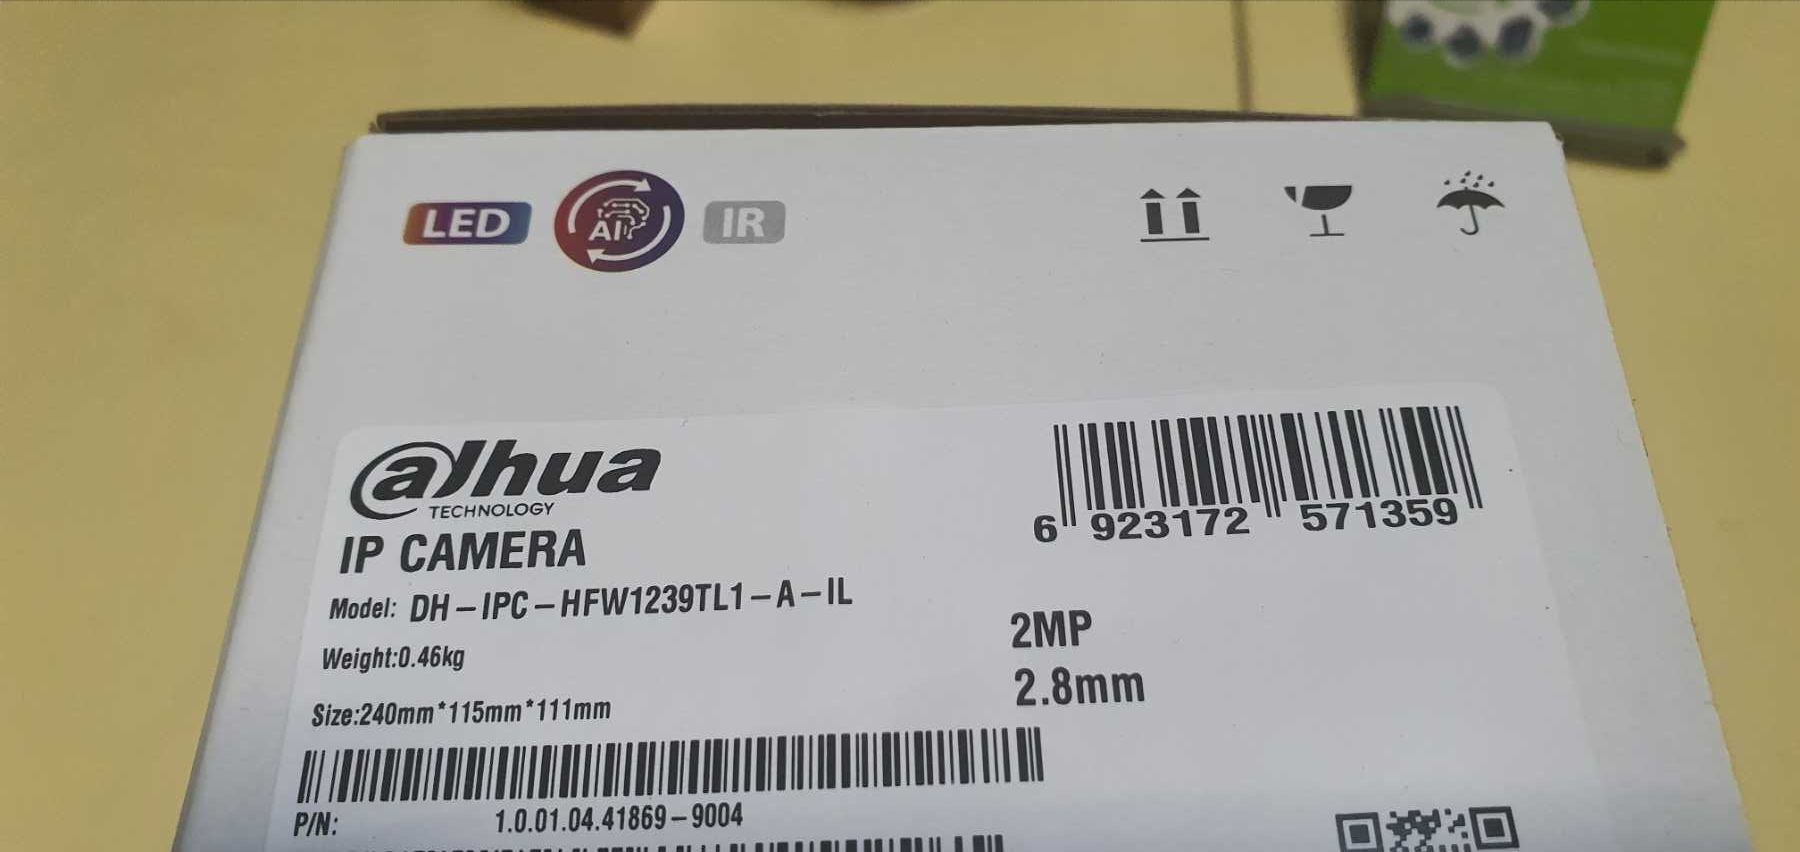 LED AI IR
alhua
TECHNOLOGY
IP CAMERA
6 923172 571359
Model: DH-IPC-HFW1239TL1-A-IL
2MP
Weight:0.46kg
2.8mm
Size:240mm*115mm*111mm
P/N: 1.0.01.04.41869-9004